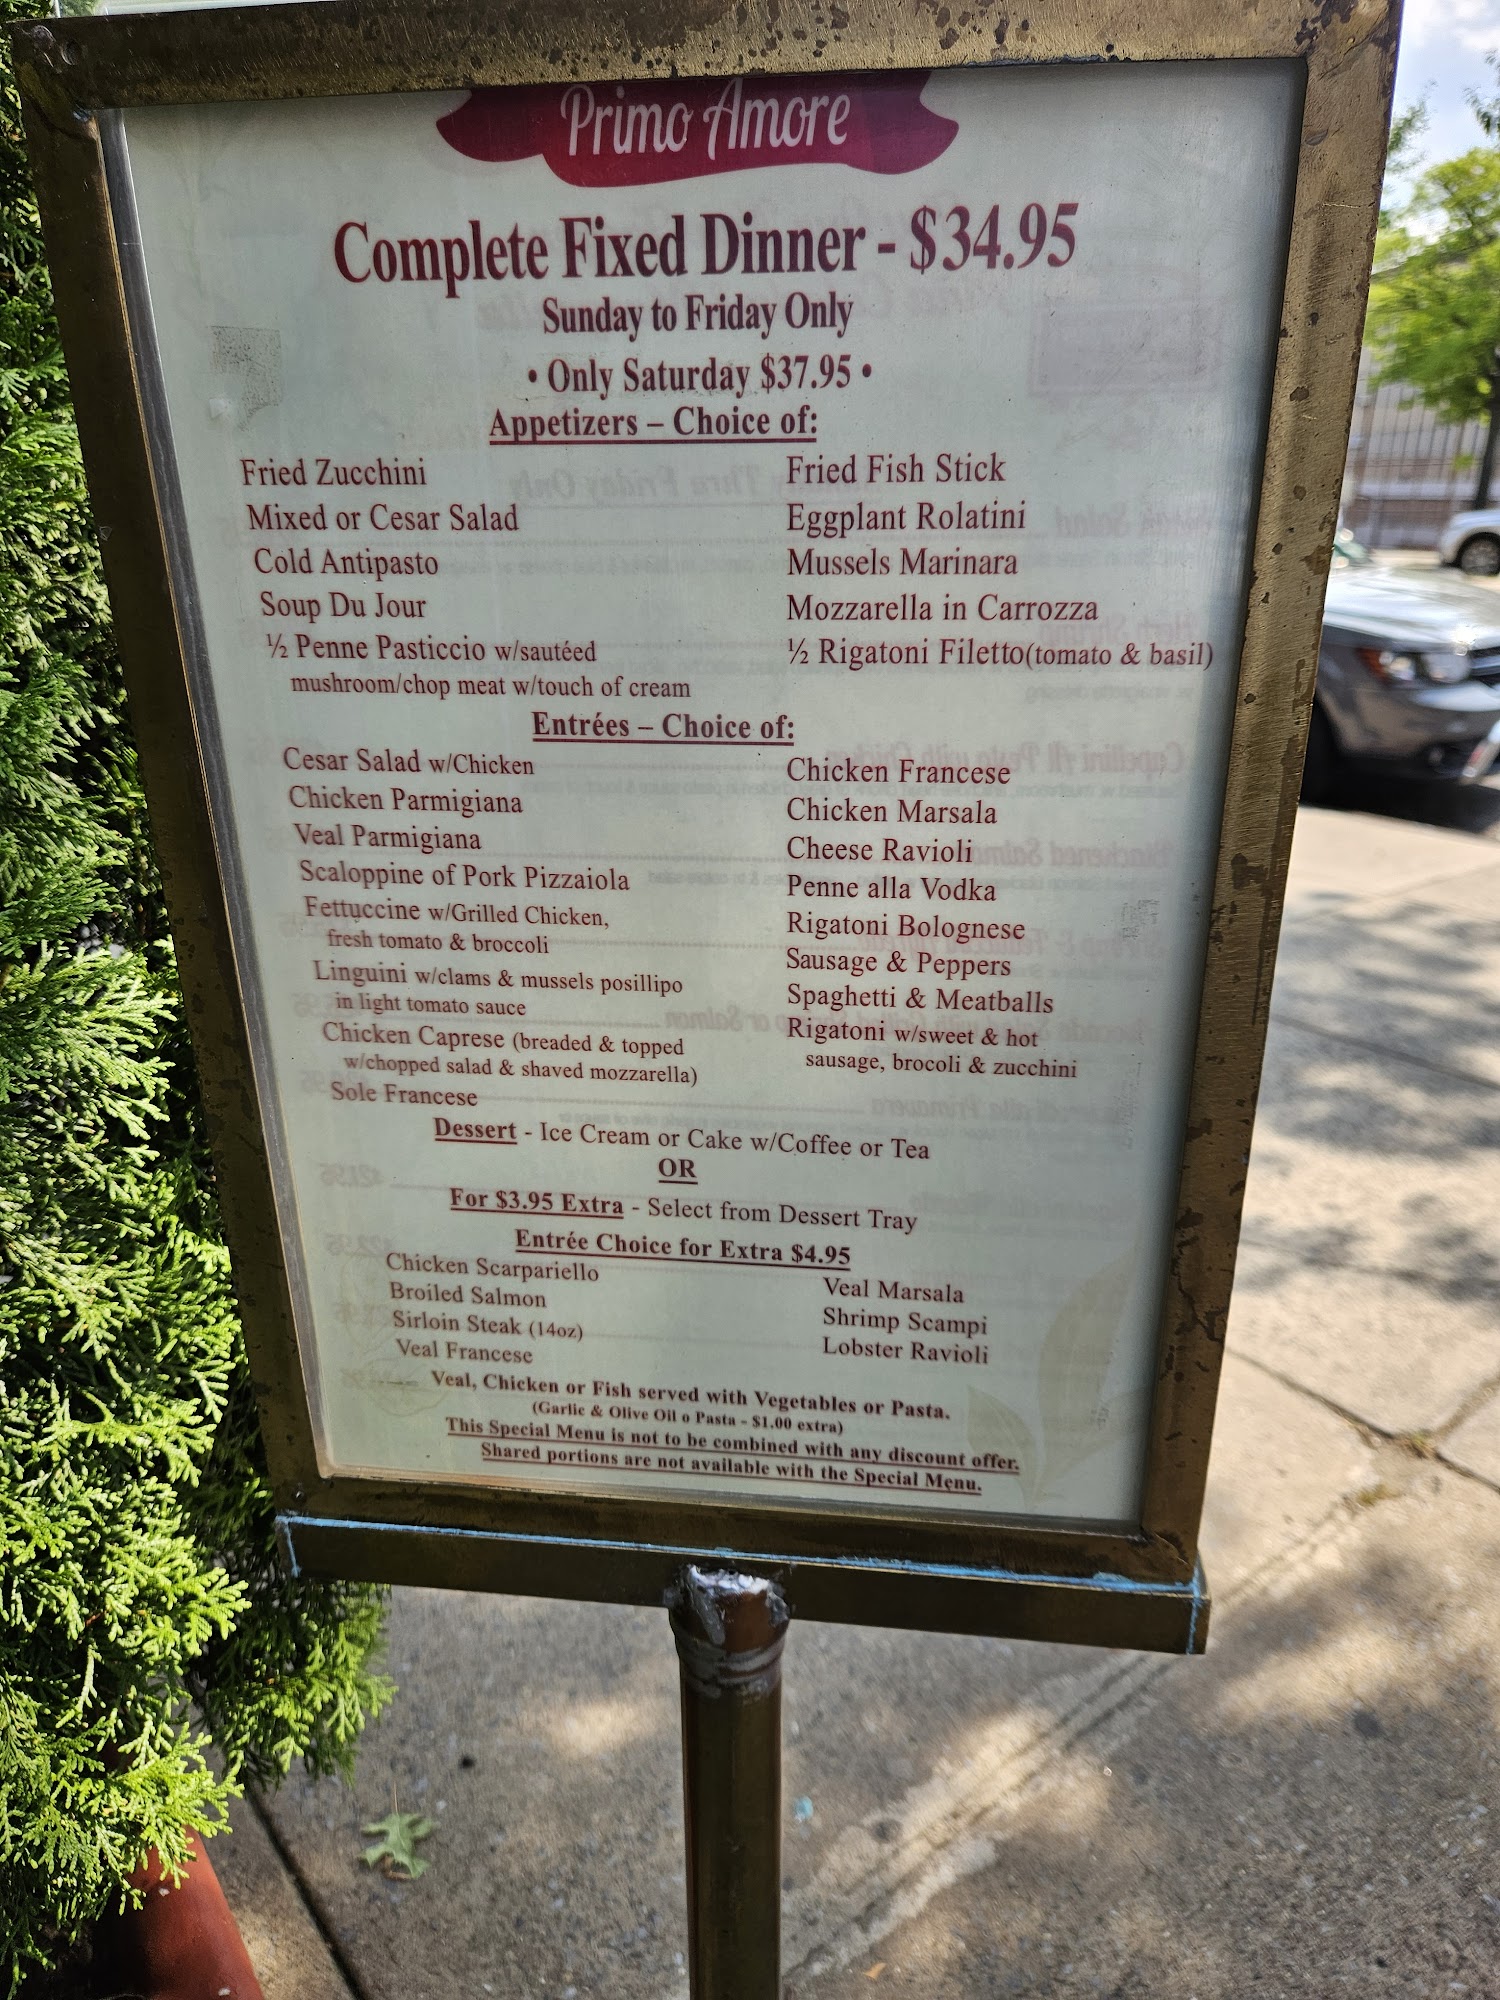 Primo Amore
Complete Fixed Dinner - $34.95
Sunday to Friday Only
• Only Saturday $37.95 •
Appetizers – Choice of:
Fried Zucchini
Mixed or Cesar Salad
Cold Antipasto
Soup Du Jour
½ Penne Pasticcio w/sautéed
mushroom/chop meat w/touch of cream
Fried Fish Stick
Eggplant Rolatini
Mussels Marinara
Mozzarella in Carrozza
½ Rigatoni Filetto(tomato & basil)
Entrées – Choice of:
Cesar Salad w/Chicken
Chicken Parmigiana
Veal Parmigiana
Scaloppine of Pork Pizzaiola
Fettuccine w/Grilled Chicken,
fresh tomato & broccoli
Linguini w/clams & mussels posillipo
in light tomato sauce
Chicken Caprese (breaded & topped
w/chopped salad & shaved mozzarella)
Sole Francese
Chicken Francese
Chicken Marsala
Cheese Ravioli
Penne alla Vodka
Rigatoni Bolognese
Sausage & Peppers
Spaghetti & Meatballs
Rigatoni w/sweet & hot
sausage, brocoli & zucchini
Dessert - Ice Cream or Cake w/Coffee or Tea
OR
For $3.95 Extra - Select from Dessert Tray
Entrée Choice for Extra $4.95
Chicken Scarpariello
Broiled Salmon
Sirloin Steak (14oz)
Veal Francese
Veal Marsala
Shrimp Scampi
Lobster Ravioli
Veal, Chicken or Fish served with Vegetables or Pasta.
(Garlic & Olive Oil o Pasta - $1.00 extra)
This Special Menu is not to be combined with any discount offer.
Shared portions are not available with the Special Menu.